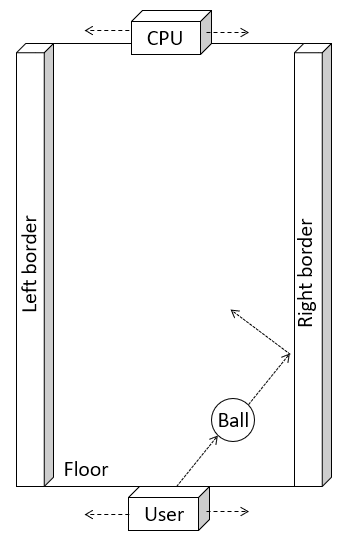 CPU
Left border
Right border
Ball
Floor
User